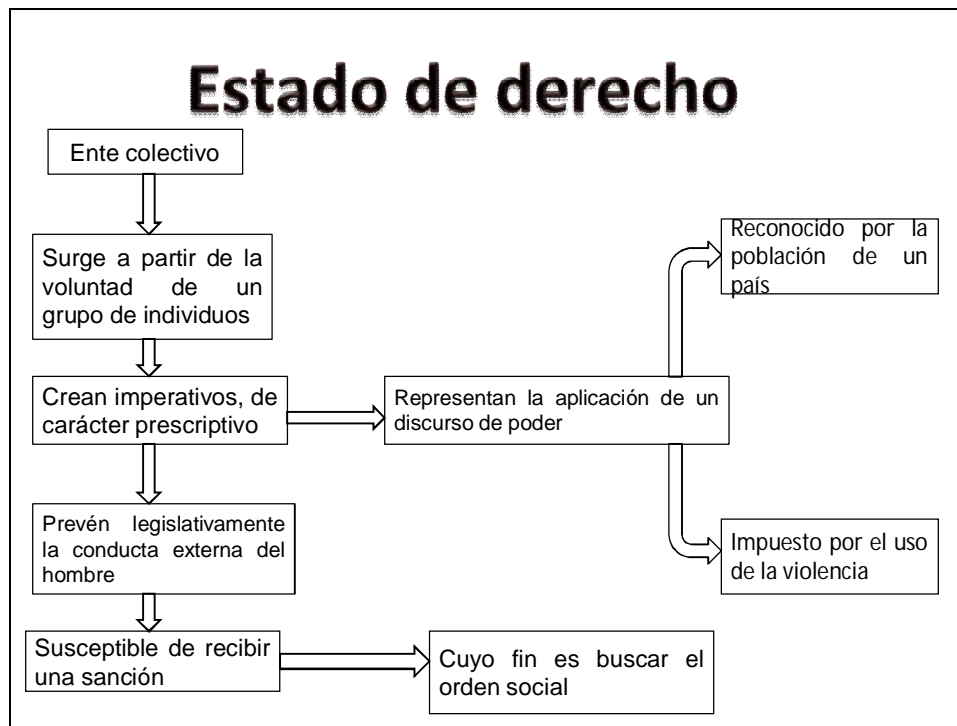 Estado de derecho
Ente colectivo
Surge a partir de la
voluntad de un
grupo de individuos
Crean imperativos, de
carácter prescriptivo
Prevén legislativamente
la conducta externa del
hombre
Susceptible de recibir
una sanción
Representan la aplicación de un
discurso de poder
Reconocido por la
población de un
país
Impuesto por el uso
de la violencia
Cuyo fin es buscar el
orden social